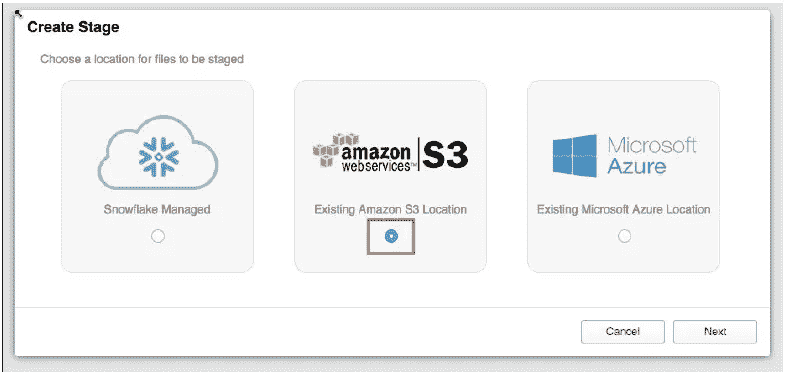 Create Stage
Choose a location for files to be staged
amazon
webservices™
S3
Microsoft
Azure
Snowflake Managed
Existing Amazon S3 Location
Existing Microsoft Azure Location
Cancel
Next